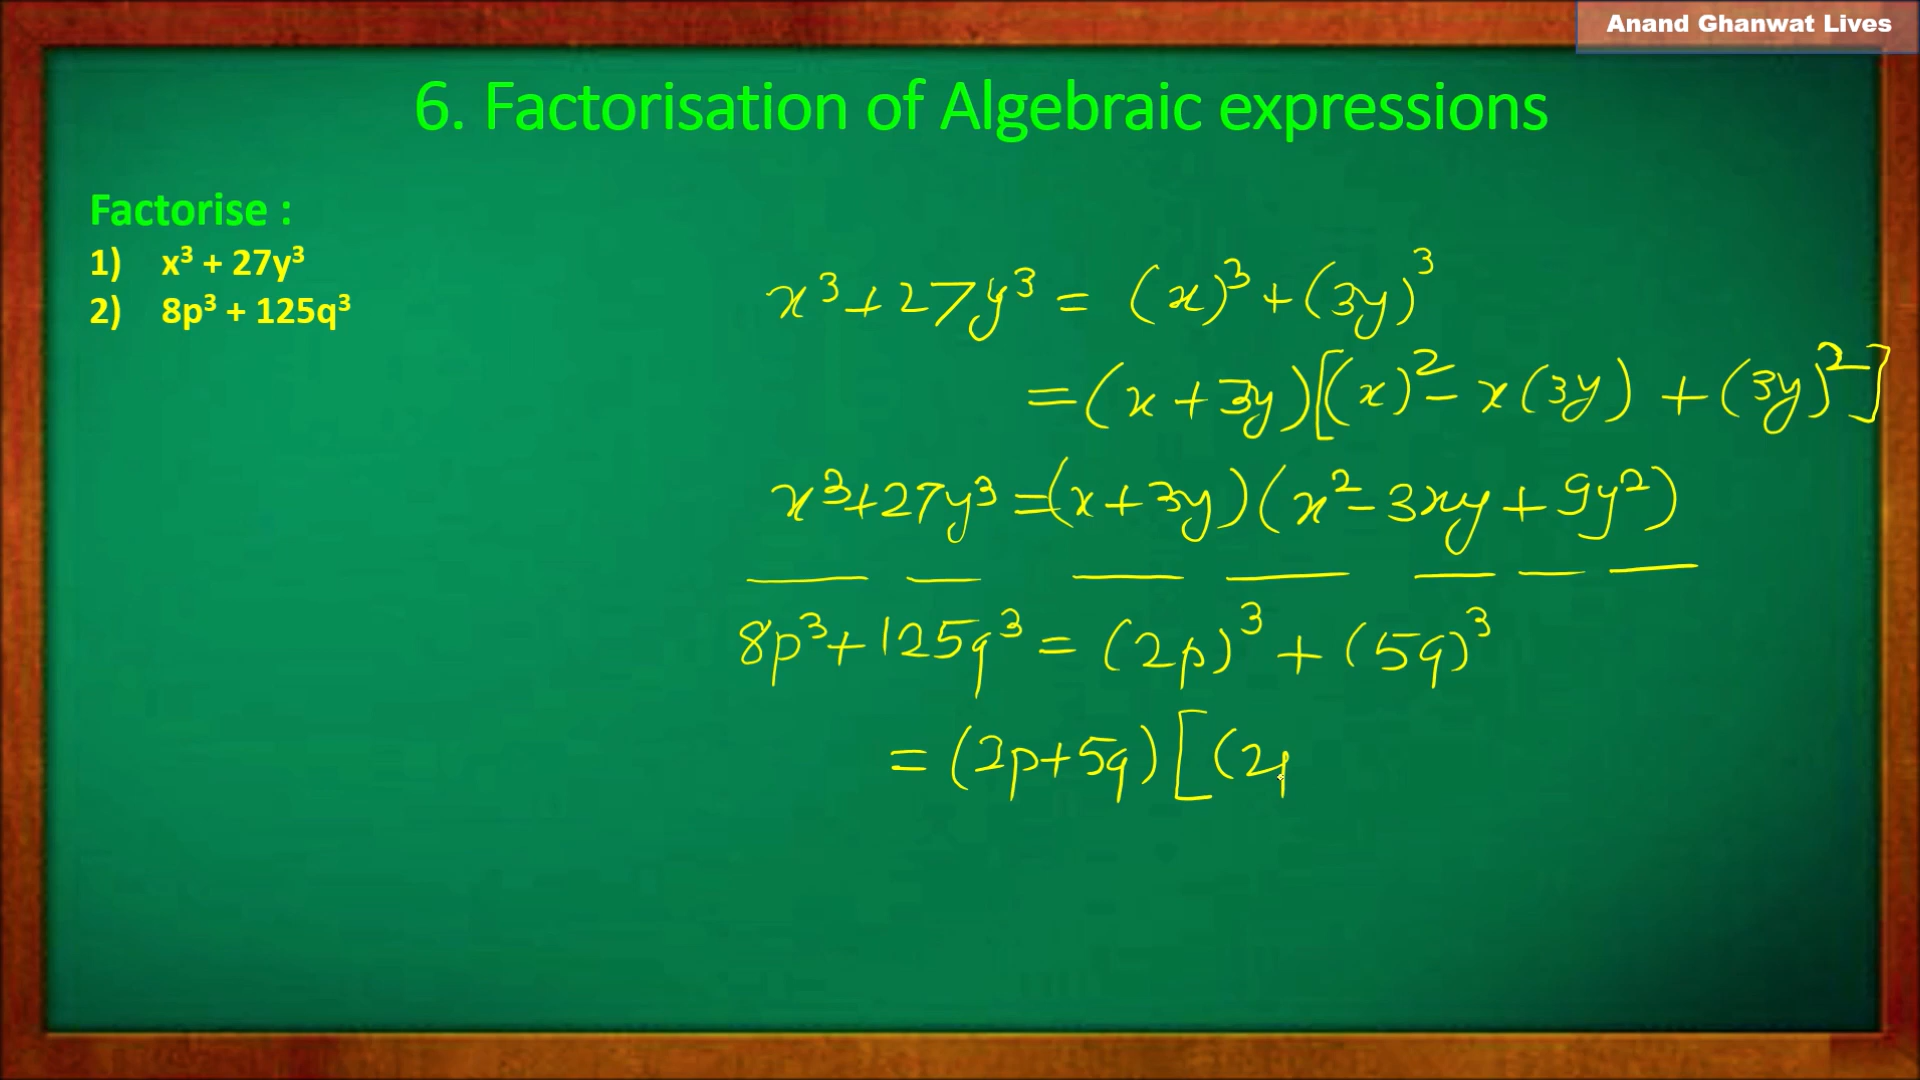 Anand Ghanwat Lives
6. Factorisation of Algebraic expressions
Factorise :
1) x³ + 27y³
2) 8p³ + 125q³
x³+27y³ = (x)³+(3y)³
=(x+3y)[(x)²-x(3y)+(3y)²]
x³+27y³=(x+3y)(x²-3xy+9y²)
8p³+125q³ = (2p)³+(5q)³
= (2p+5q)[(2p